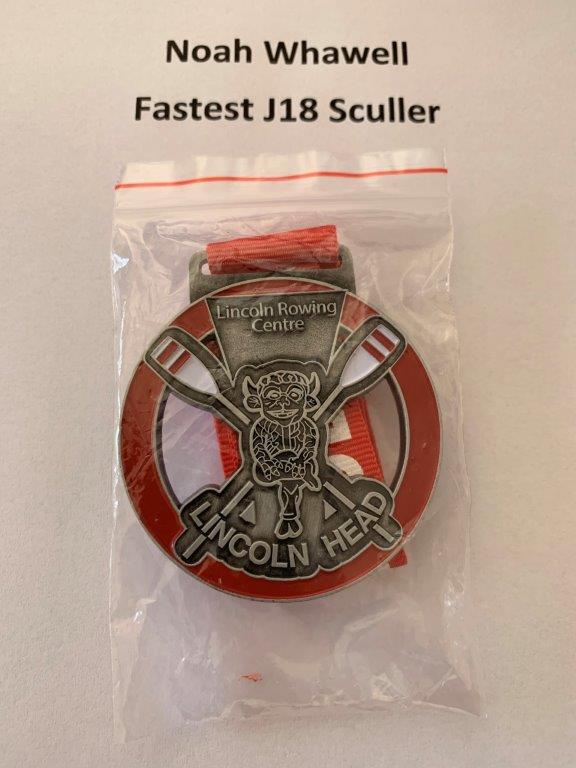 Noah Whawell
Fastest J18 Sculler
Lincoln Rowing
Centre
LINCOLN HEAD